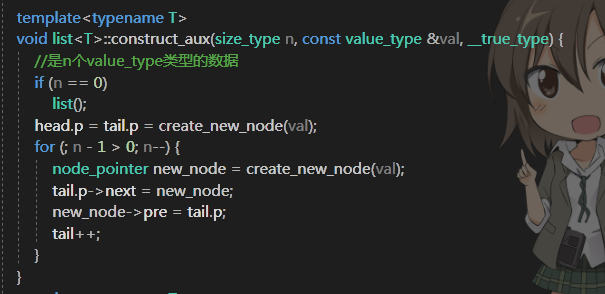 template<typename T>
void list<T>::construct_aux(size_type n, const value_type &val, __true_type) {
//是n个value_type类型的数据
if (n == 0)
list();
head.p = tail.p = create_new_node(val);
for (; n - 1 > 0; n--) {
node_pointer new_node = create_new_node(val);
tail.p->next = new_node;
new_node->pre = tail.p;
tail++;
}
}